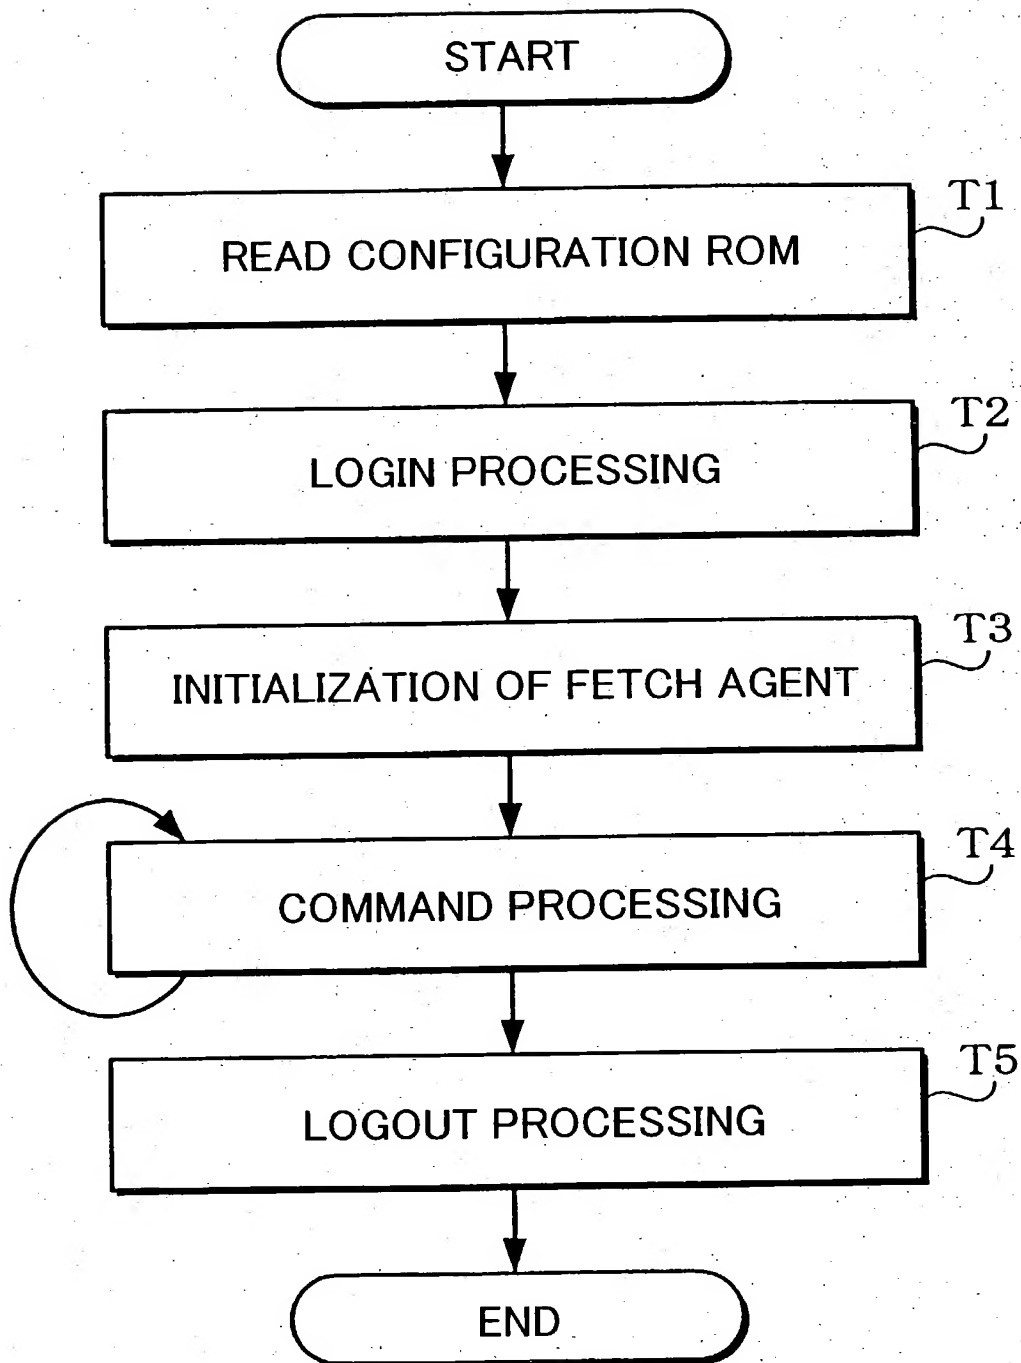 START
T1
READ CONFIGURATION ROM
T2
LOGIN PROCESSING
T3
INITIALIZATION OF FETCH AGENT
T4
COMMAND PROCESSING
T5
LOGOUT PROCESSING
END